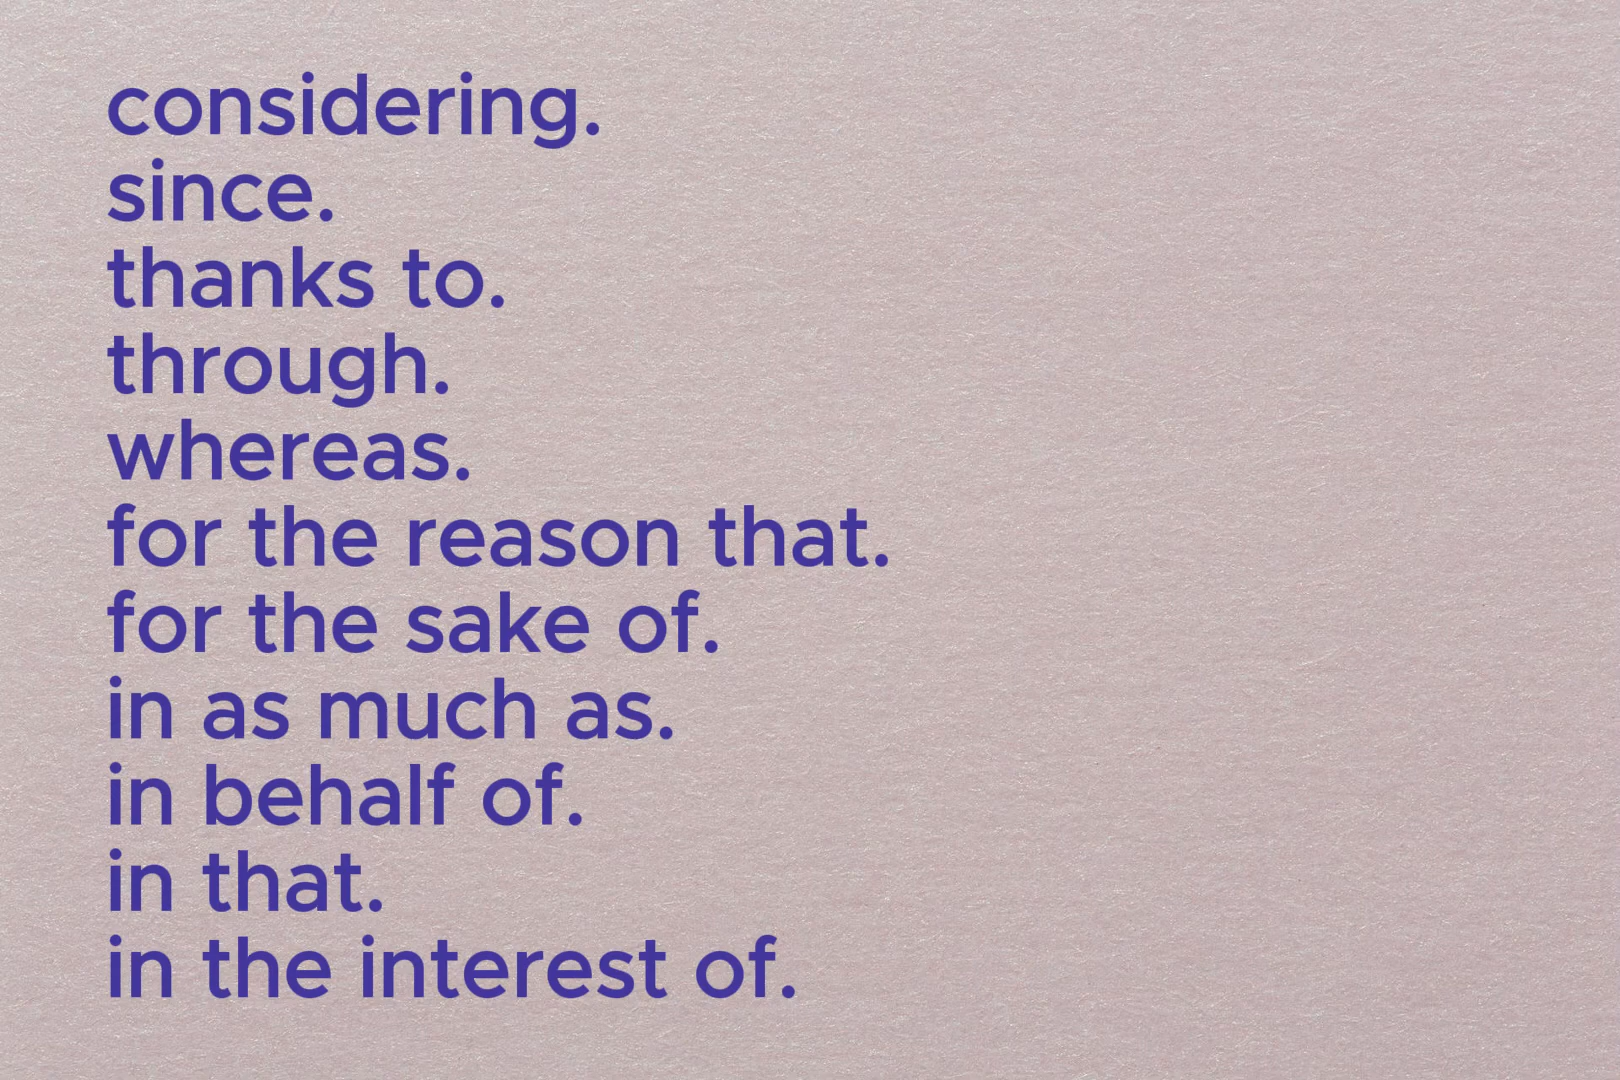 considering.
since.
thanks to.
through.
whereas.
for the reason that.
for the sake of.
in as much as.
in behalf of.
in that.
in the interest of.